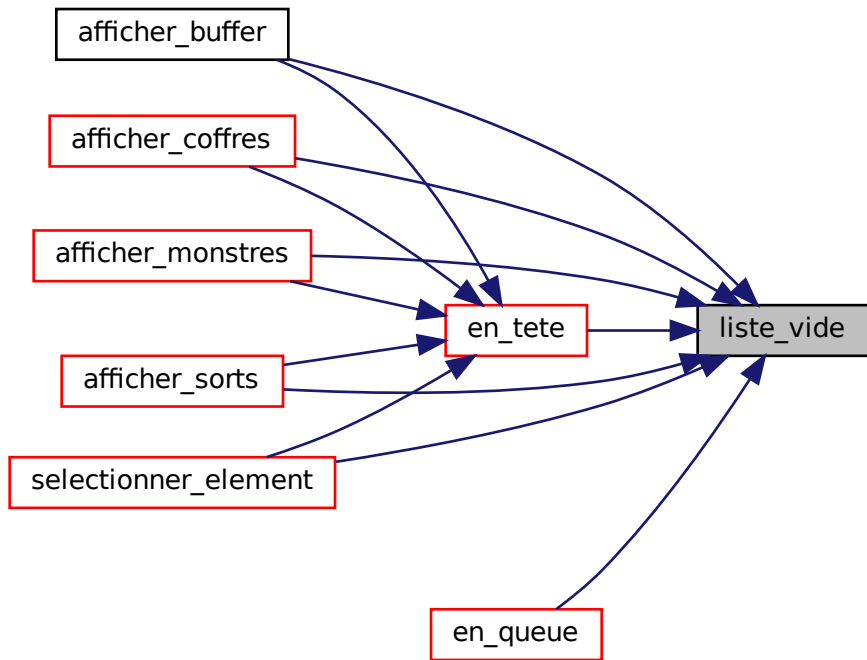 afficher_buffer
afficher_coffres
afficher_monstres
en_tete
liste_vide
afficher_sorts
selectionner_element
en_queue